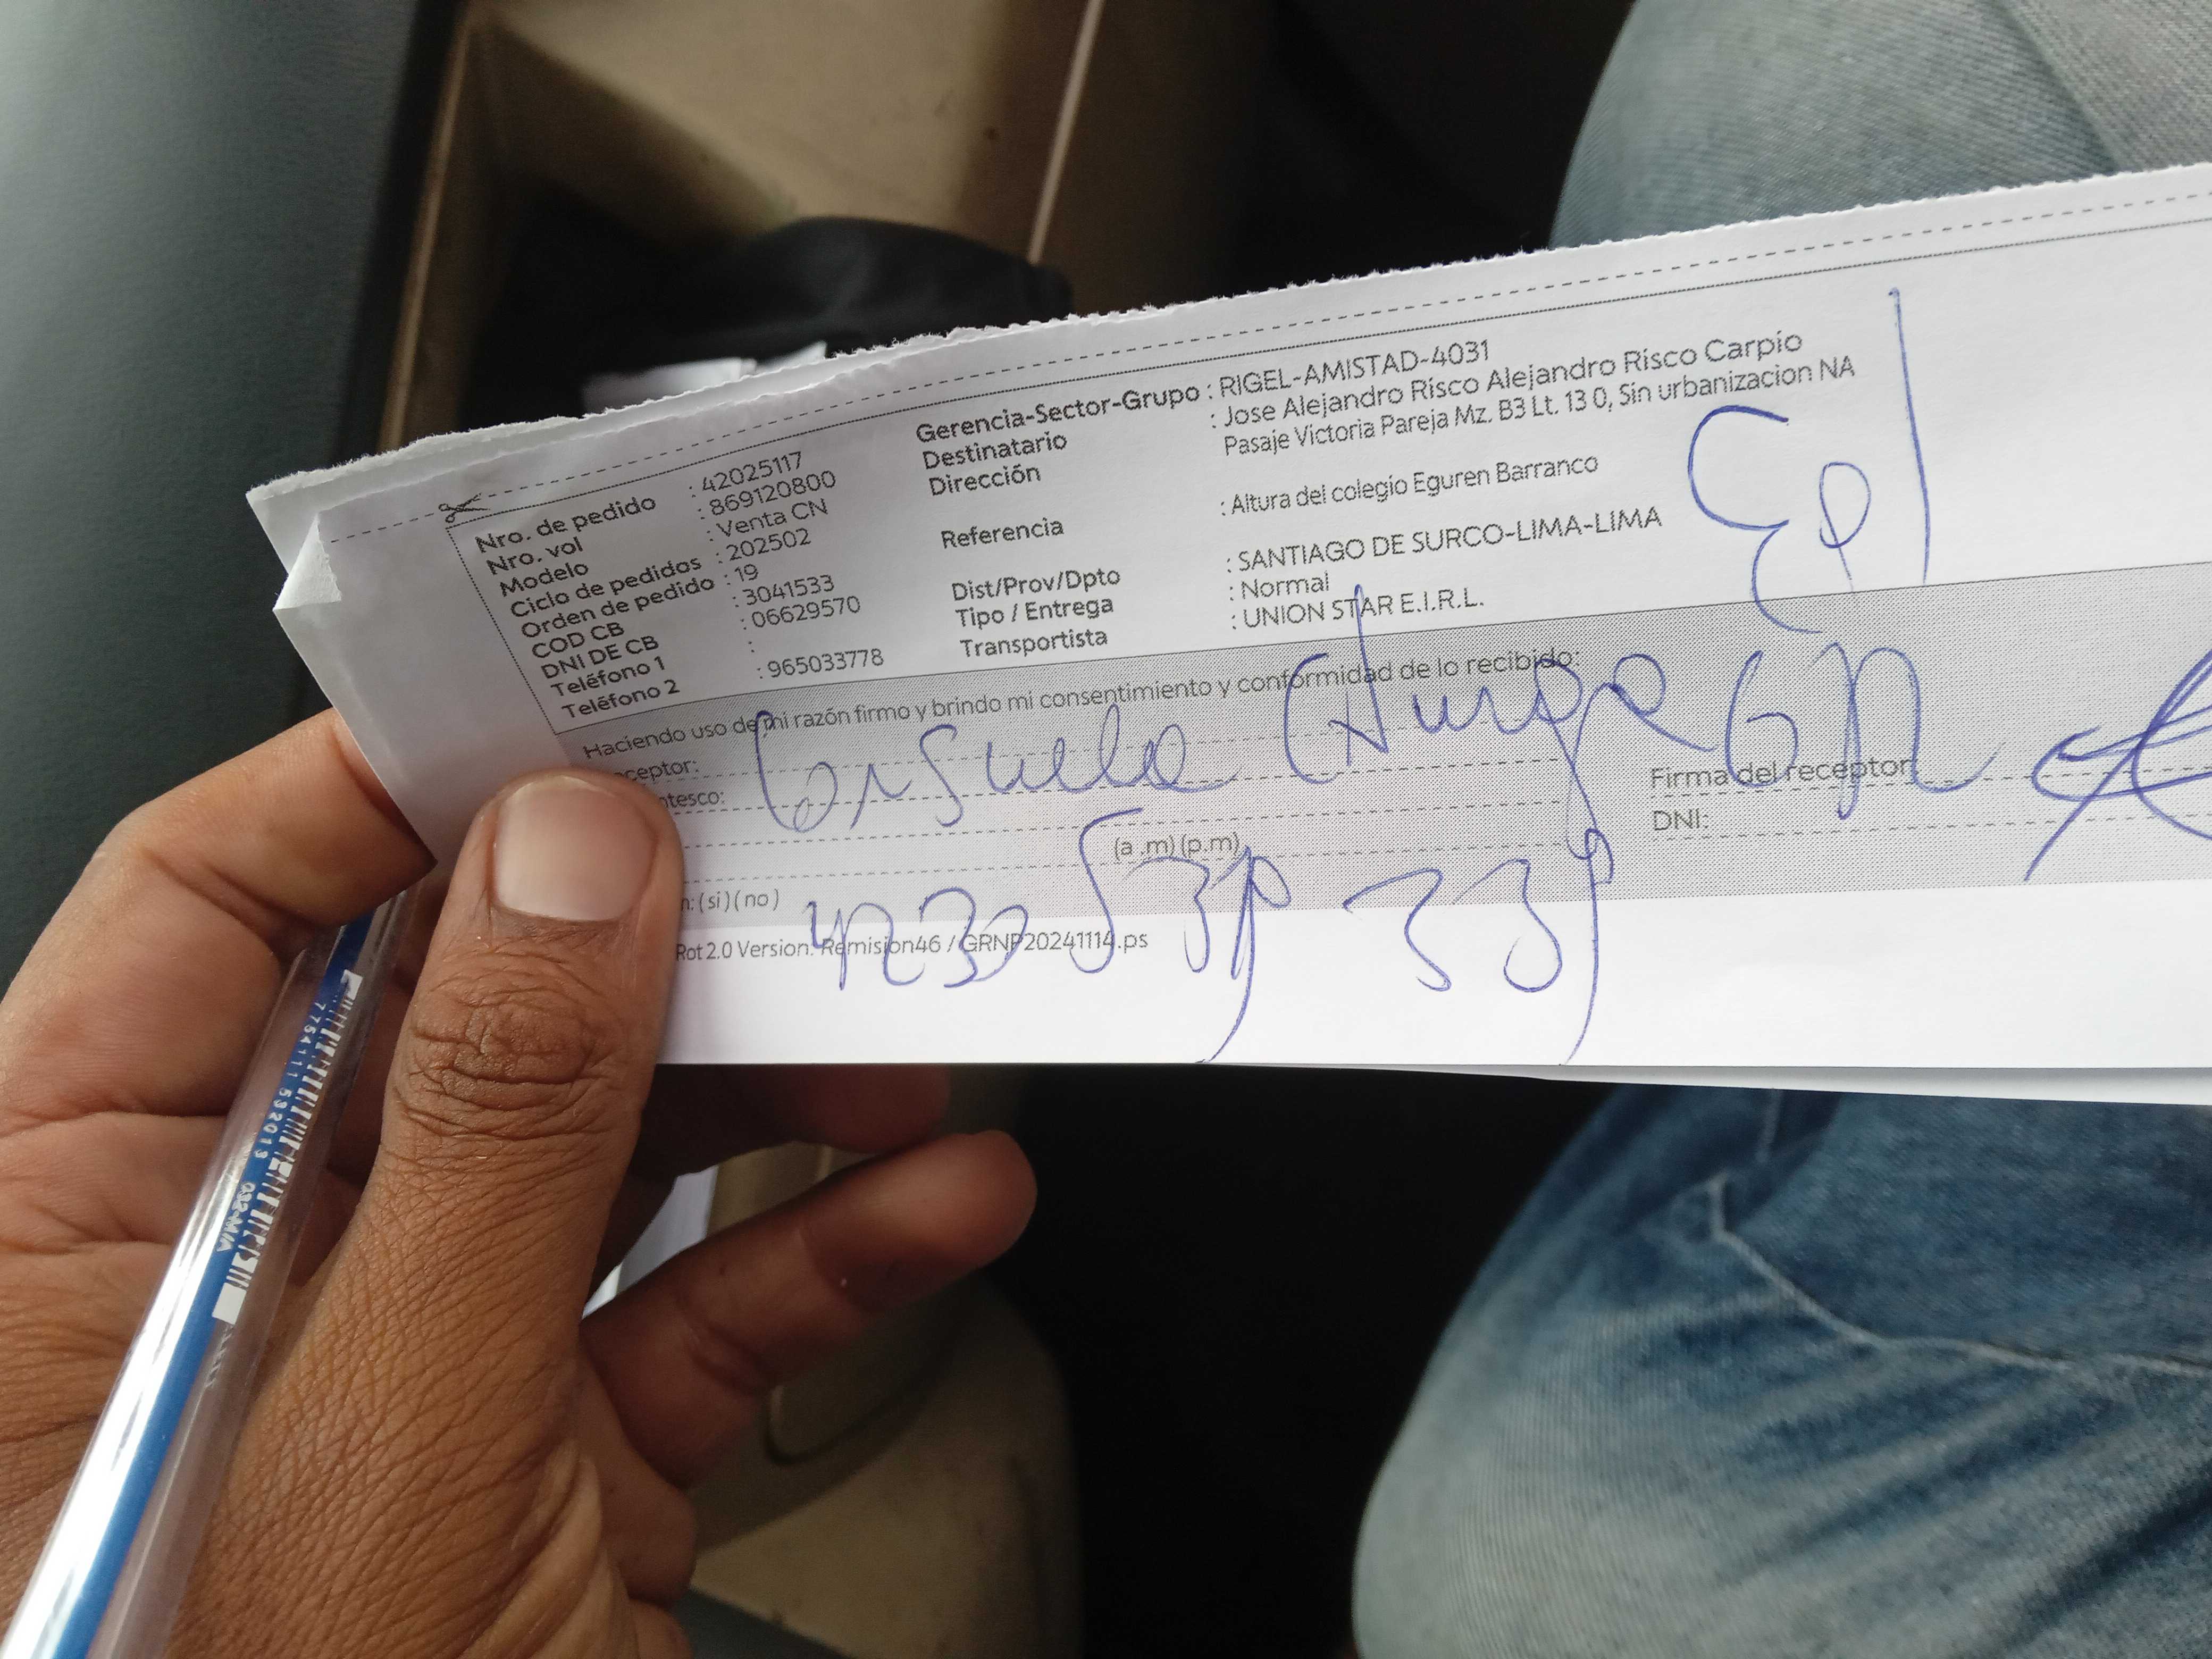 Nro. de pedido : 42025117
Nro. vol : 869120800
Modelo : Venta CN
Ciclo de pedidos : 202502
Orden de pedido : 19
COD CB : 3041533
DNI DE CB : 06629570
Teléfono 1 :
Teléfono 2 : 965033778
Gerencia-Sector-Grupo : RIGEL-AMISTAD-4031
Destinatario : Jose Alejandro Risco Alejandro Risco Carpio
Dirección Pasaje Victoria Pareja Mz. B3 Lt. 13 0, Sin urbanizacion NA
Referencia : Altura del colegio Eguren Barranco
Dist/Prov/Dpto : SANTIAGO DE SURCO-LIMA-LIMA
Tipo / Entrega : Normal
Transportista : UNION STAR E.I.R.L.
Haciendo uso de mi razón firmo y brindo mi consentimiento y conformidad de lo recibido:
ceptor: Consuelo
ntesco:
Firma del receptor
DNI:
(a .m) (p.m)
n: ( si ) ( no )
Rot 2.0 Version: Remision46 / GRNP20241114.ps
7754111 592013 032-M/A